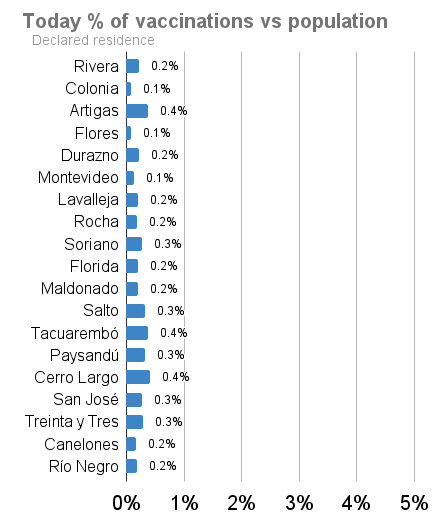 Today % of vaccinations vs population
Declared residence
Rivera 0.2%
Colonia 0.1%
Artigas 0.4%
Flores 0.1%
Durazno 0.2%
Montevideo 0.1%
Lavalleja 0.2%
Rocha 0.2%
Soriano 0.3%
Florida 0.2%
Maldonado 0.2%
Salto 0.3%
Tacuarembó 0.4%
Paysandú 0.3%
Cerro Largo 0.4%
San José 0.3%
Treinta y Tres 0.3%
Canelones 0.2%
Río Negro 0.2%
0% 1% 2% 3% 4% 5%